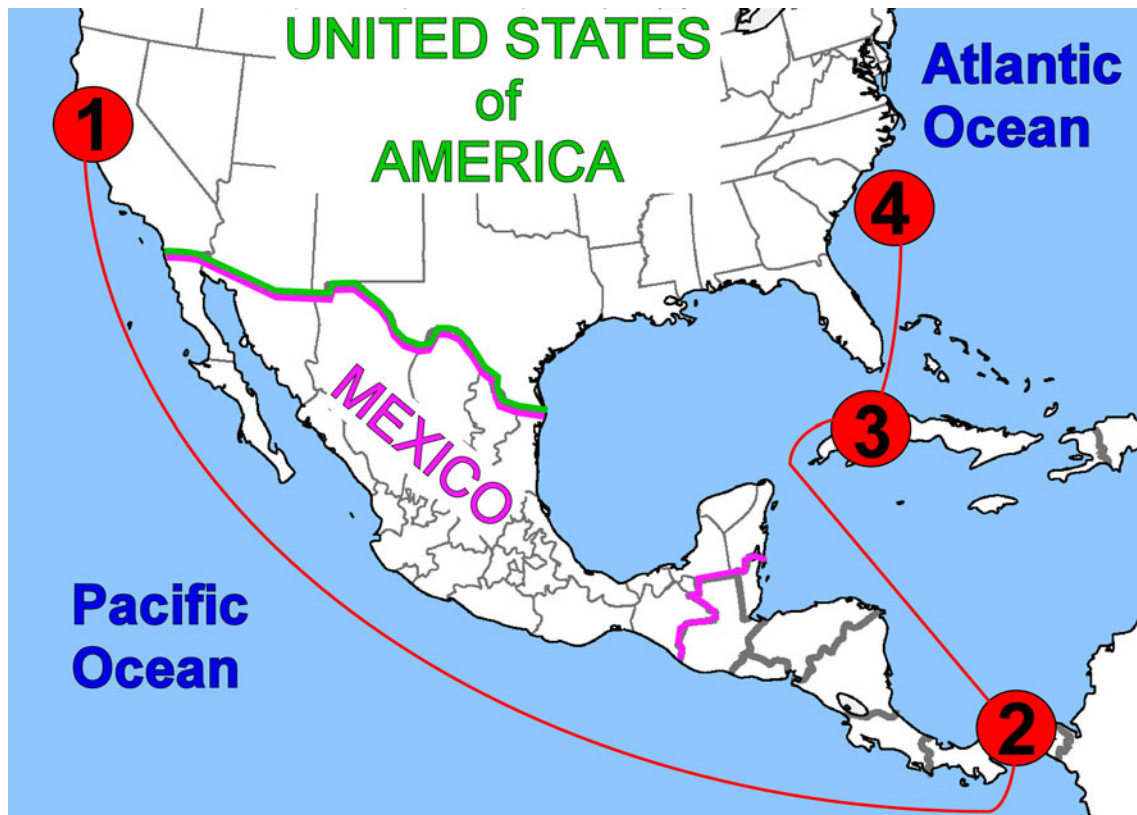 UNITED STATES
of
AMERICA
Atlantic
Ocean
1
4
MEXICO
3
Pacific
Ocean
2